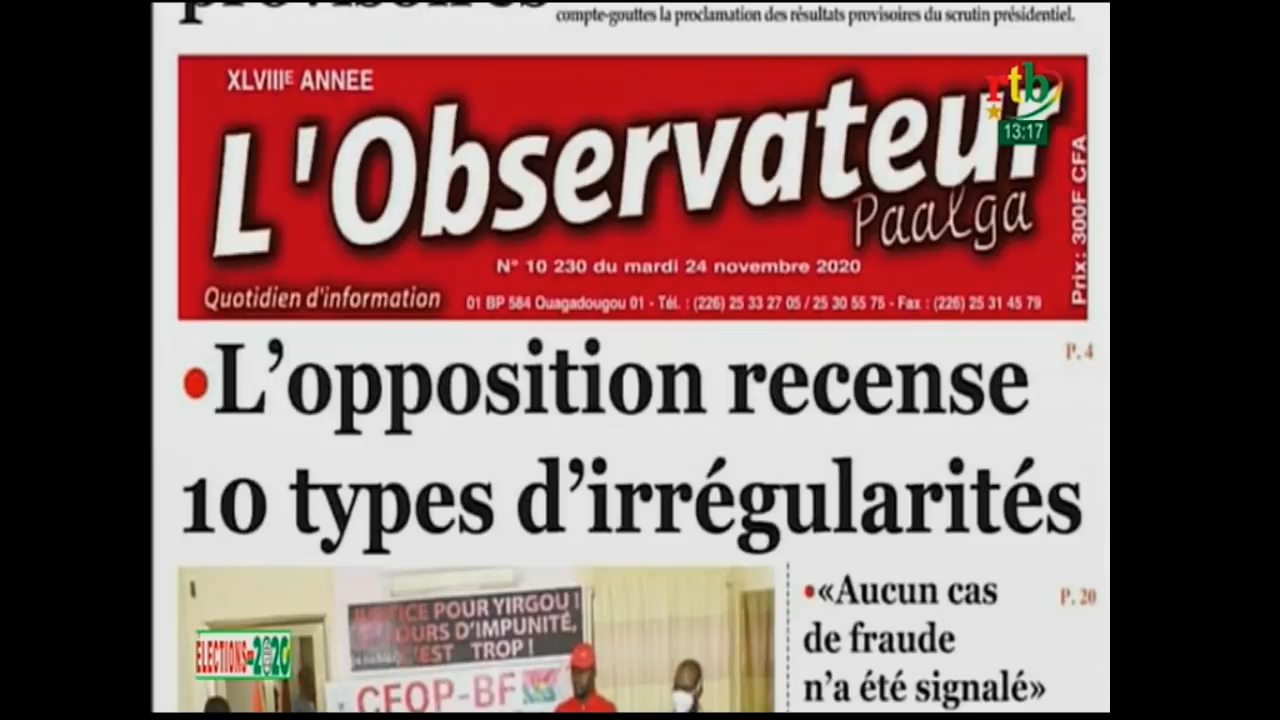 provisoires
compte-gouttes la proclamation des résultats provisoires du scrutin présidentiel.
XLVIIIE ANNEE
L'Observateur
Paalga
rtb
13:17
Prix: 300F CFA
N° 10 230 du mardi 24 novembre 2020
Quotidien d'information
01 BP 584 Ouagadougou 01 - Tél. : (226) 25 33 27 05 / 25 30 55 75 - Fax : (226) 25 31 45 79
•L'opposition recense
P. 4
10 types d'irrégularités
JUSTICE POUR YIRGOU !
JOURS D'IMPUNITÉ,
C'EST TROP !
CFOP-BF
ELECTIONS 2020
•«Aucun cas
P. 20
de fraude
n'a été signalé»